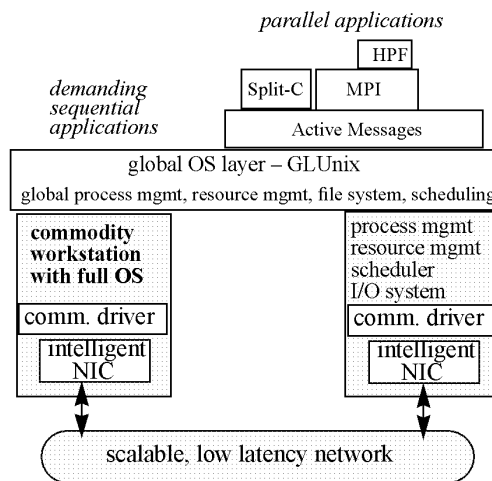 parallel applications
HPF
demanding
sequential
applications
Split-C
MPI
Active Messages
global OS layer – GLUnix
global process mgmt, resource mgmt, file system, scheduling
commodity
workstation
with full OS
comm. driver
intelligent
NIC
process mgmt
resource mgmt
scheduler
I/O system
comm. driver
intelligent
NIC
scalable, low latency network